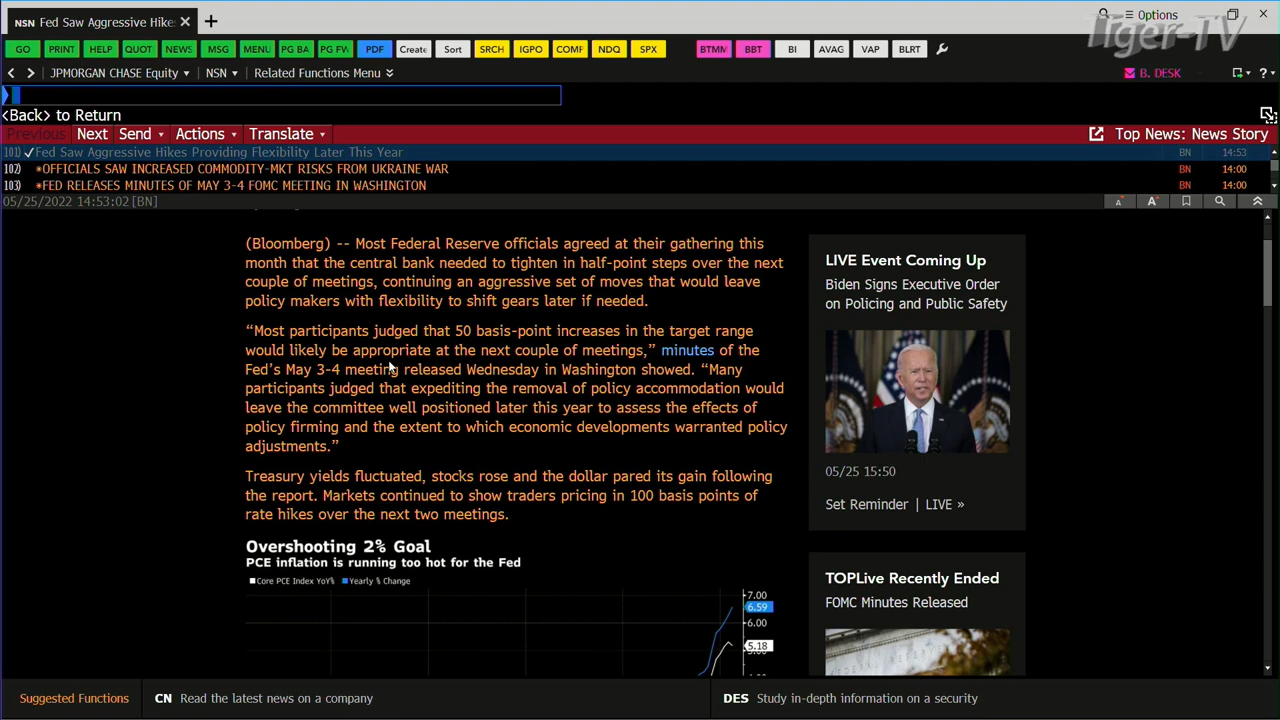 NSN Fed Saw Aggressive Hikes
Options
Tiger-TV
GO PRINT HELP QUOT NEWS MSG MENU PG BA PG FW PDF Create Sort SRCH IGPO COMF NDQ SPX BTMN BBT BI AVAG VAP BLRT
JPMORGAN CHASE Equity NSN Related Functions Menu B. DESK ?
<Back> to Return
Previous Next Send Actions Translate Top News: News Story
101) Fed Saw Aggressive Hikes Providing Flexibility Later This Year BN 14:53
102) *OFFICIALS SAW INCREASED COMMODITY-MKT RISKS FROM UKRAINE WAR BN 14:00
103) *FED RELEASES MINUTES OF MAY 3-4 FOMC MEETING IN WASHINGTON BN 14:00
05/25/2022 14:53:02 [BN] A A
(Bloomberg) -- Most Federal Reserve officials agreed at their gathering this
month that the central bank needed to tighten in half-point steps over the next
couple of meetings, continuing an aggressive set of moves that would leave
policy makers with flexibility to shift gears later if needed.
“Most participants judged that 50 basis-point increases in the target range
would likely be appropriate at the next couple of meetings,” minutes of the
Fed’s May 3-4 meeting released Wednesday in Washington showed. “Many
participants judged that expediting the removal of policy accommodation would
leave the committee well positioned later this year to assess the effects of
policy firming and the extent to which economic developments warranted policy
adjustments.”
Treasury yields fluctuated, stocks rose and the dollar pared its gain following
the report. Markets continued to show traders pricing in 100 basis points of
rate hikes over the next two meetings.
Overshooting 2% Goal
PCE inflation is running too hot for the Fed
Core PCE Index YoY% Yearly % Change
7.00
6.59
6.00
5.18
LIVE Event Coming Up
Biden Signs Executive Order
on Policing and Public Safety
05/25 15:50
Set Reminder | LIVE »
TOPLive Recently Ended
FOMC Minutes Released
Suggested Functions CN Read the latest news on a company DES Study in-depth information on a security